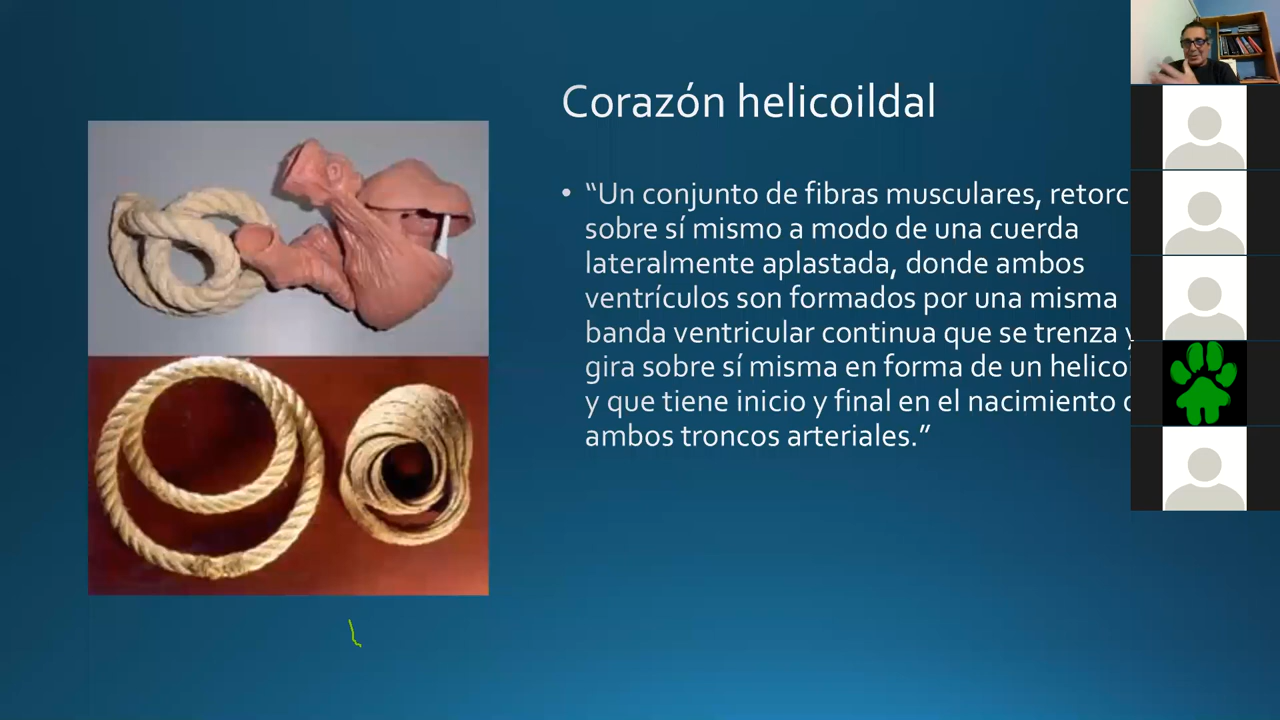 Corazón helicoildal
• “Un conjunto de fibras musculares, retorc
sobre sí mismo a modo de una cuerda
lateralmente aplastada, donde ambos
ventrículos son formados por una misma
banda ventricular continua que se trenza y
gira sobre sí misma en forma de un helico
y que tiene inicio y final en el nacimiento
ambos troncos arteriales.”